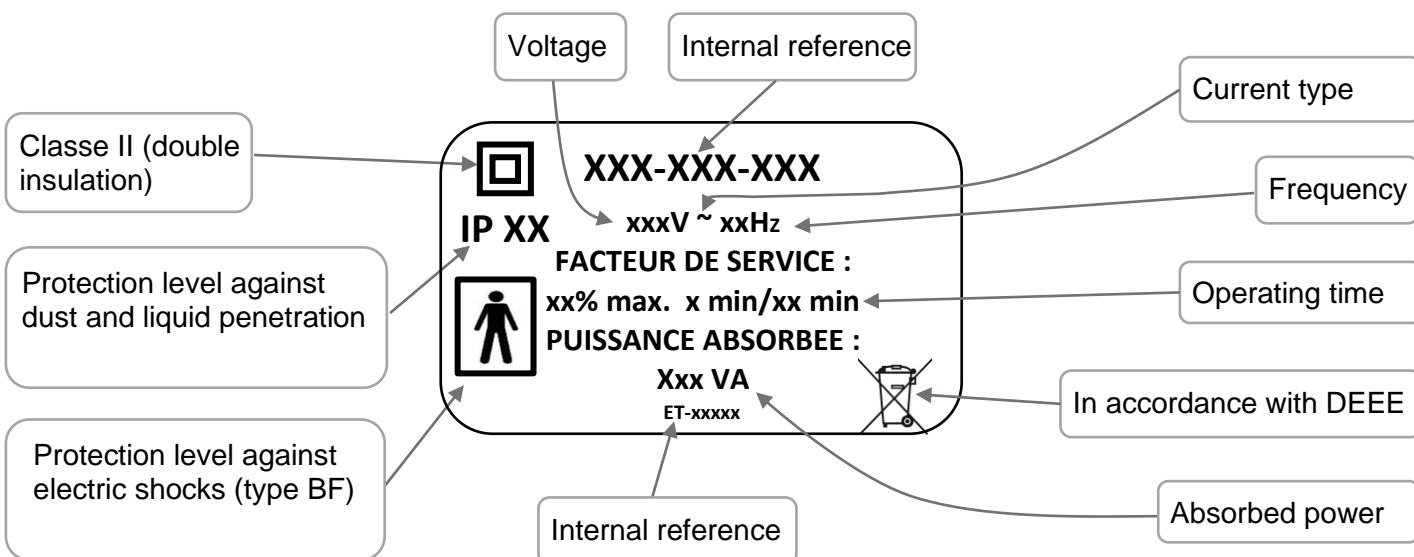 Voltage
Internal reference
Current type
Classe II (double
insulation)
XXX-XXX-XXX
Frequency
IP XX
xxxV ~ xxHz
FACTEUR DE SERVICE :
Protection level against
dust and liquid penetration
xx% max. x min/xx min
Operating time
PUISSANCE ABSORBEE :
Xxx VA
In accordance with DEEE
ET-xxxxx
Protection level against
electric shocks (type BF)
Internal reference
Absorbed power